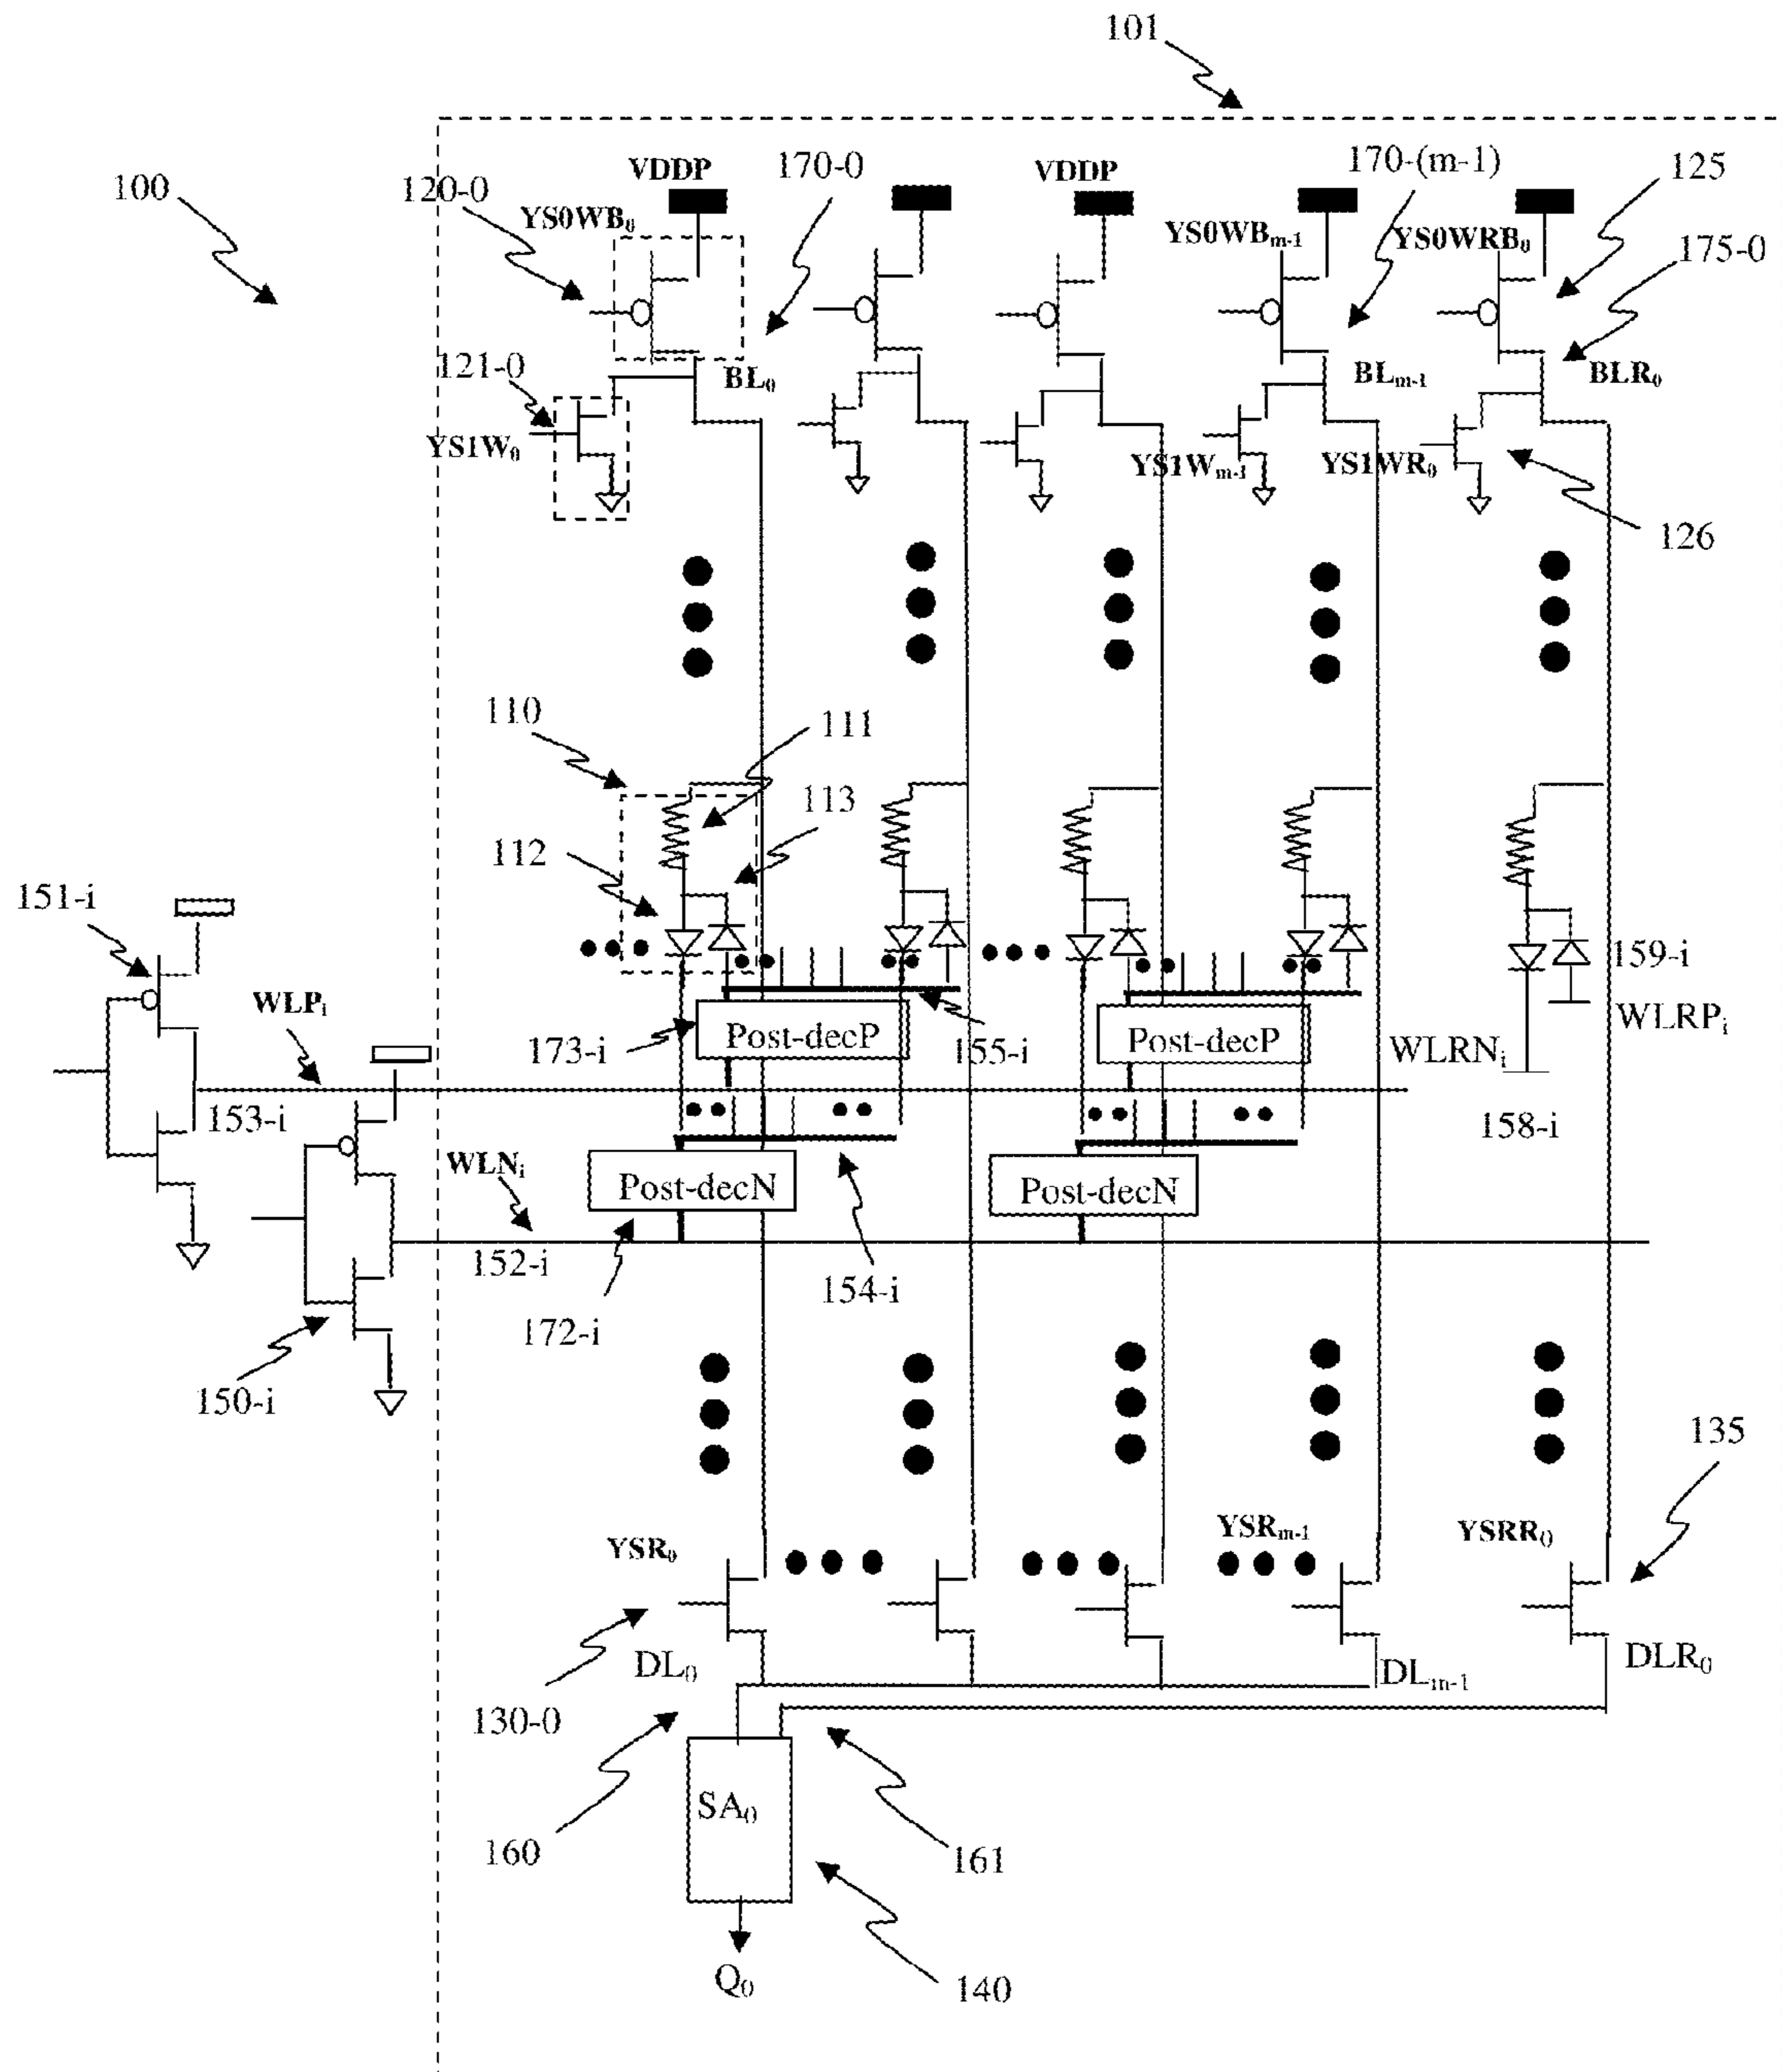 101
100
120-0
VDDP
170-0
VDDP
170-(m-1)
125
YS0WB₀
YS0WBₘ₋₁
YS0WRB₀
175-0
121-0
BL₀
BLₘ₋₁
BLR₀
YS1W₀
YS1Wₘ₋₁
YS1WR₀
126
110
111
113
112
151-i
159-i
WLPᵢ
173-i
Post-decP
155-i
Post-decP
WLRNᵢ
WLRPᵢ
153-i
158-i
WLNᵢ
Post-decN
Post-decN
152-i
172-i
154-i
150-i
135
YSR₀
YSRₘ₋₁
YSRR₀
130-0
DL₀
DLₘ₋₁
DLR₀
160
SA₀
161
Q₀
140